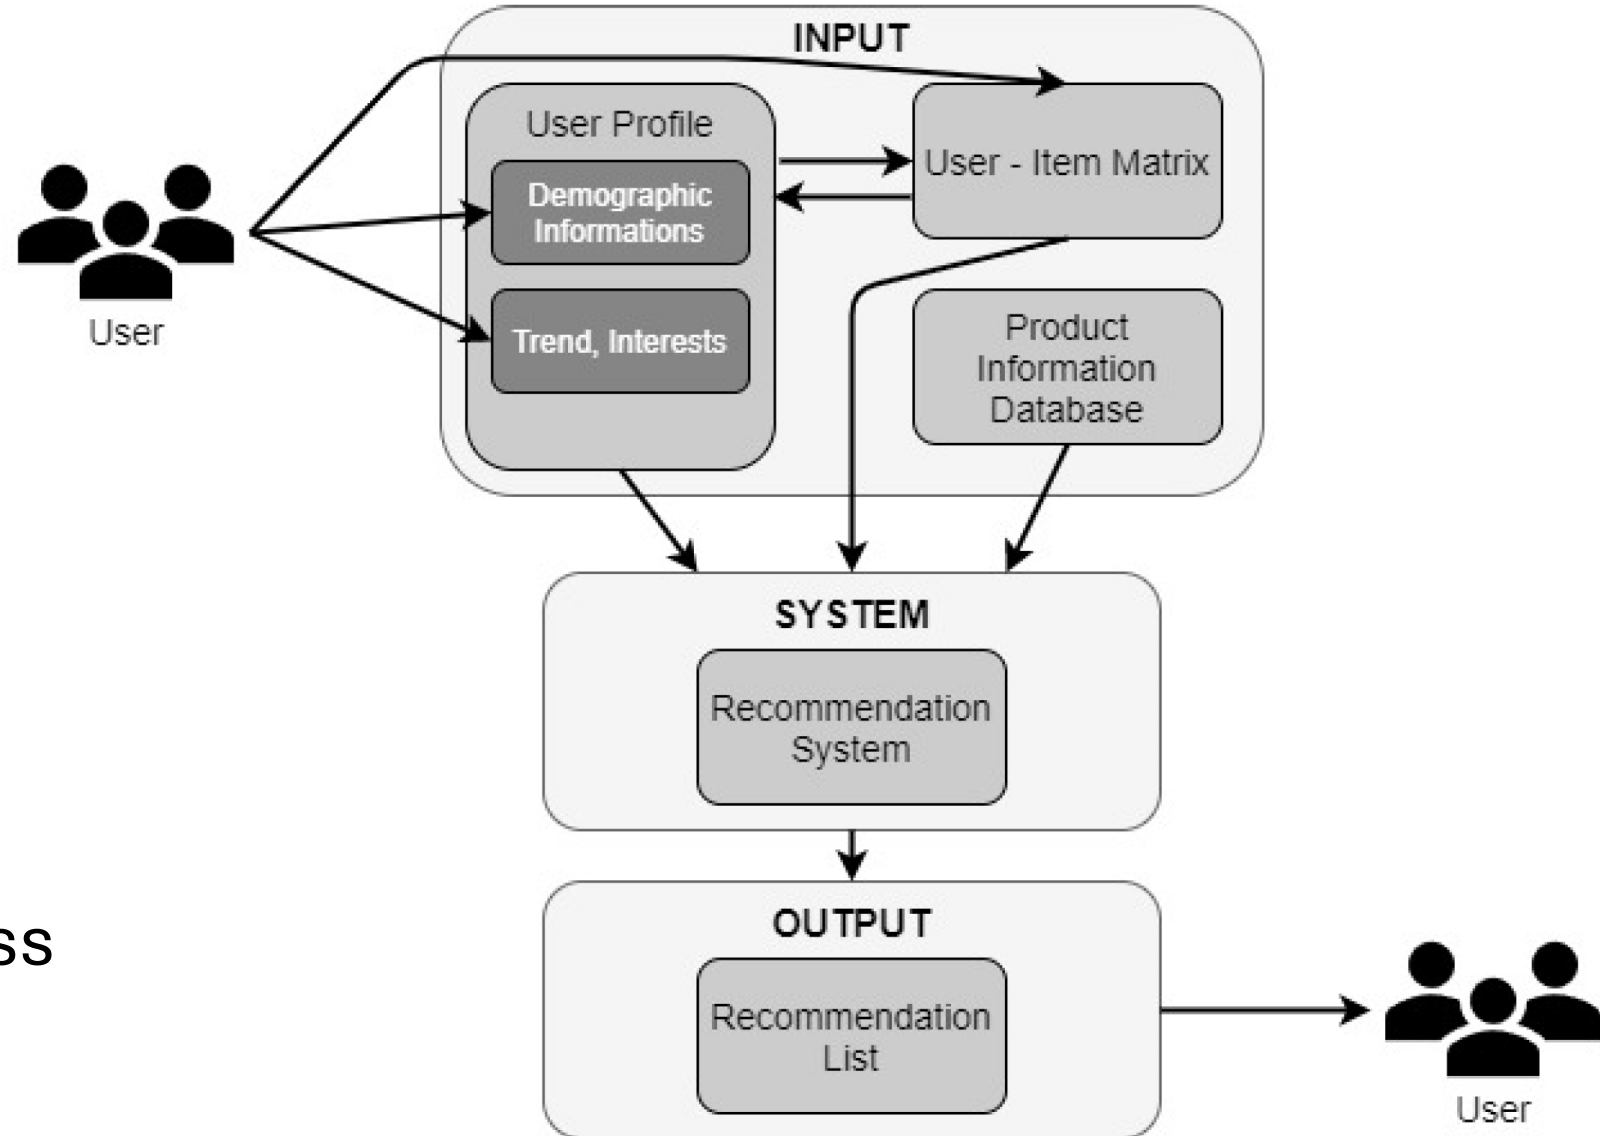 INPUT
User Profile
Demographic
Informations
Trend, Interests
User - Item Matrix
Product
Information
Database
User
SYSTEM
Recommendation
System
OUTPUT
Recommendation
List
ss
User